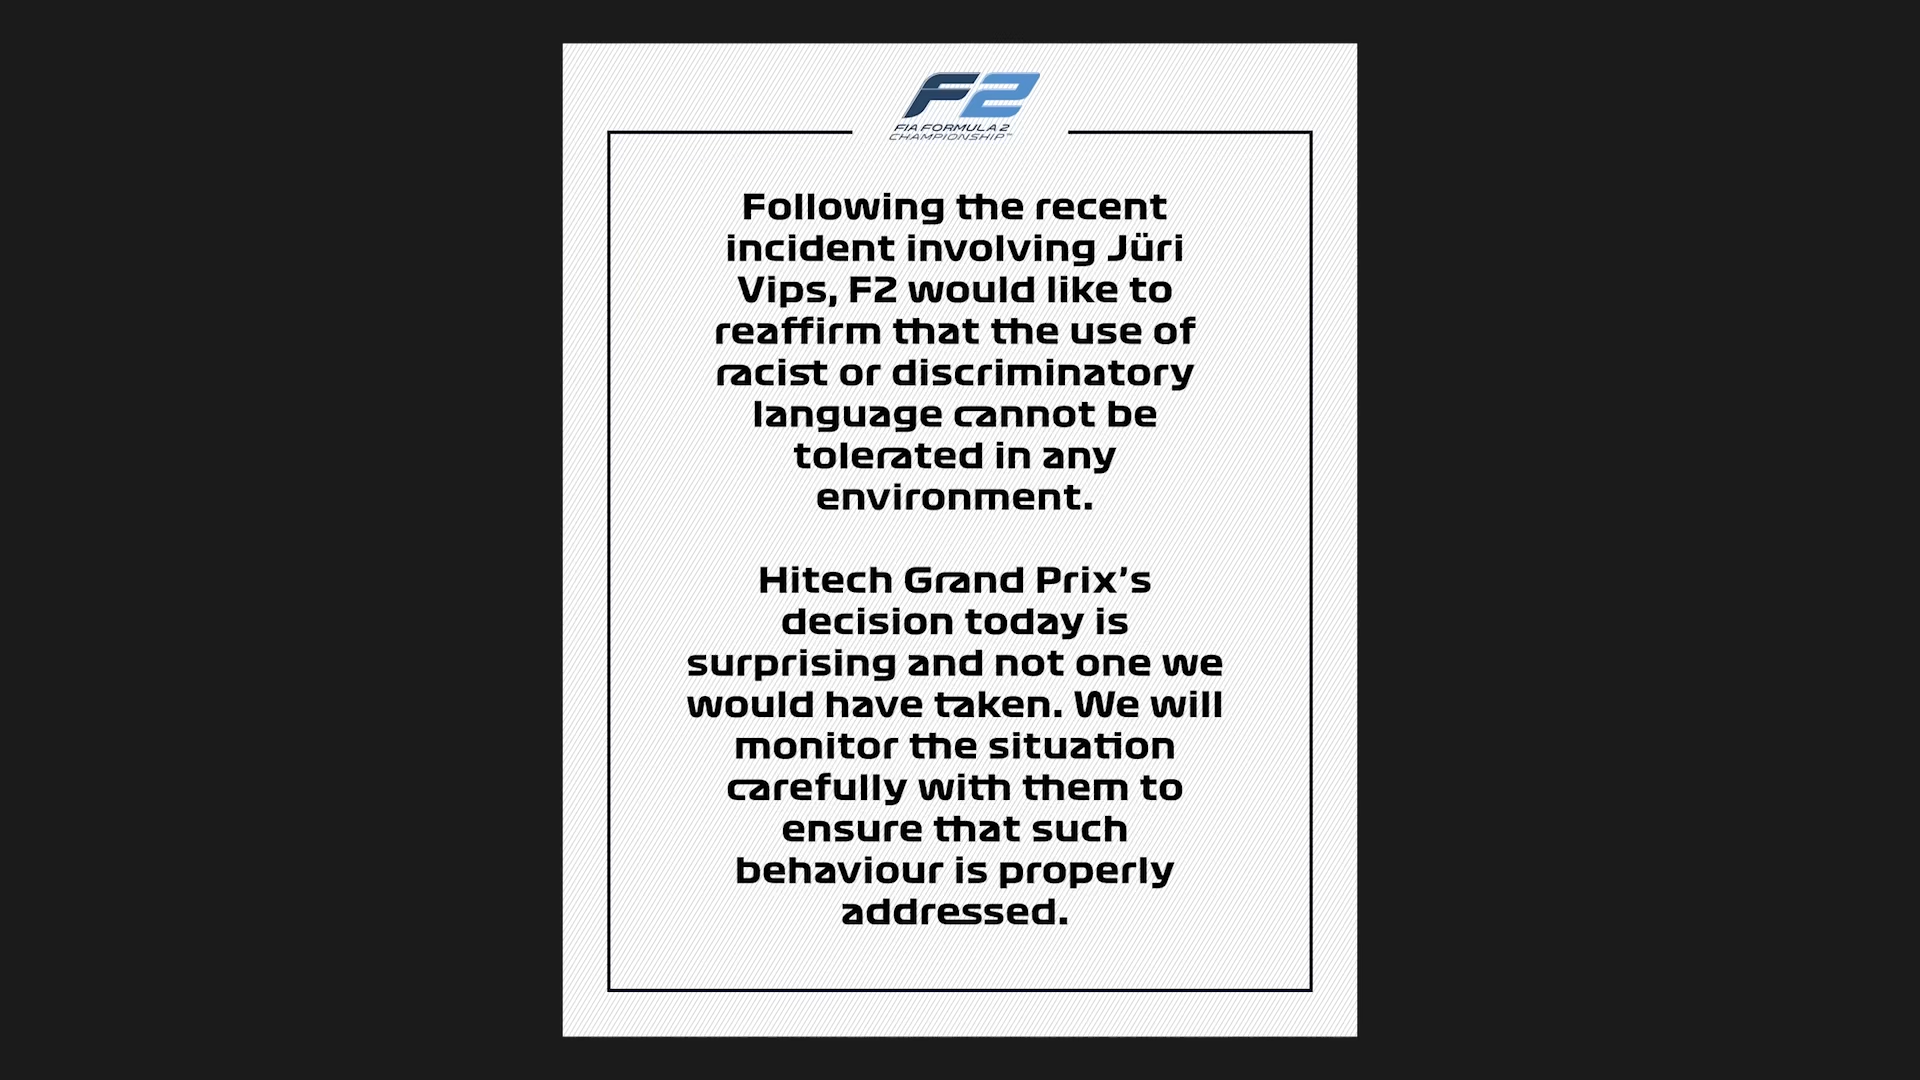 F2
FIA FORMULA 2
CHAMPIONSHIP™
Following the recent
incident involving Jüri
Vips, F2 would like to
reaffirm that the use of
racist or discriminatory
language cannot be
tolerated in any
environment.
Hitech Grand Prix’s
decision today is
surprising and not one we
would have taken. We will
monitor the situation
carefully with them to
ensure that such
behaviour is properly
addressed.